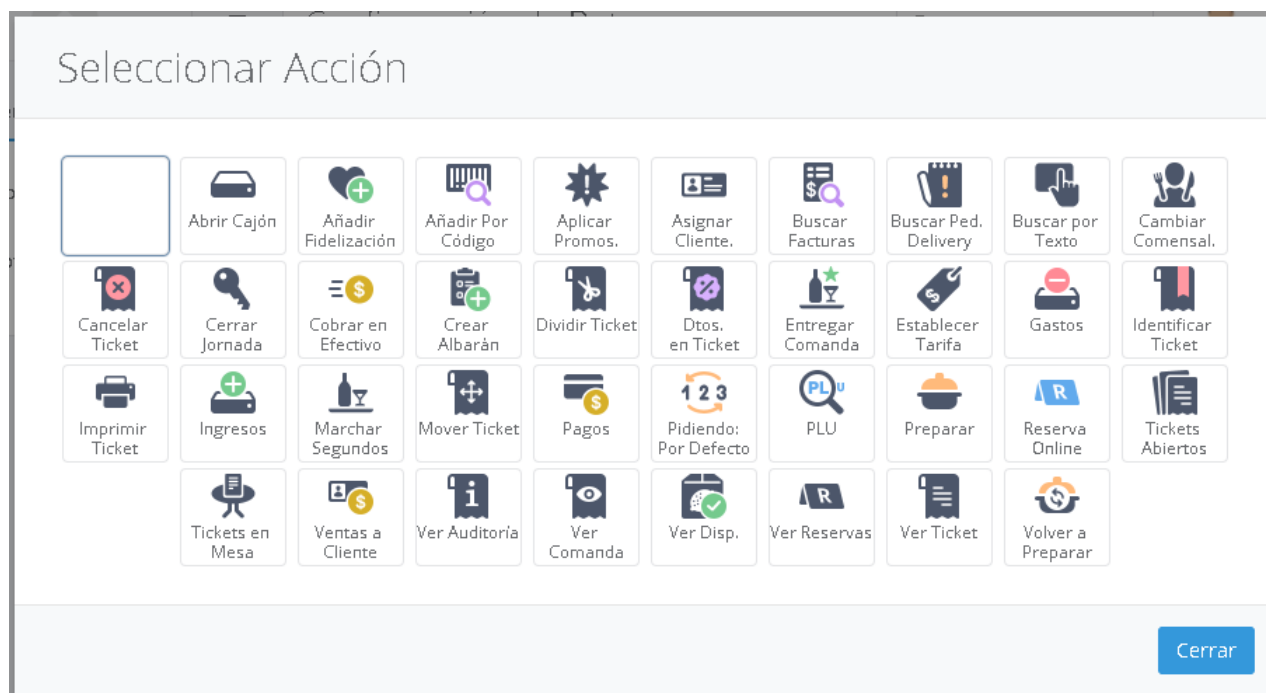 Seleccionar Acción
Abrir Cajón
Añadir
Fidelización
Añadir Por
Código
Aplicar
Promos.
Asignar
Cliente.
Buscar
Facturas
Buscar Ped.
Delivery
Buscar por
Texto
Cambiar
Comensal.
Cancelar
Ticket
Cerrar
Jornada
Cobrar en
Efectivo
Crear
Albarán
Dividir Ticket
Dtos.
en Ticket
Entregar
Comanda
Establecer
Tarifa
Gastos
Identificar
Ticket
Imprimir
Ticket
Ingresos
Marchar
Segundos
Mover Ticket
Pagos
1 2 3
Pidiendo:
Por Defecto
PLU
PLU
Preparar
R
Reserva
Online
Tickets
Abiertos
Tickets en
Mesa
Ventas a
Cliente
Ver Auditoría
Ver
Comanda
Ver Disp.
R
Ver Reservas
Ver Ticket
Volver a
Preparar
Cerrar